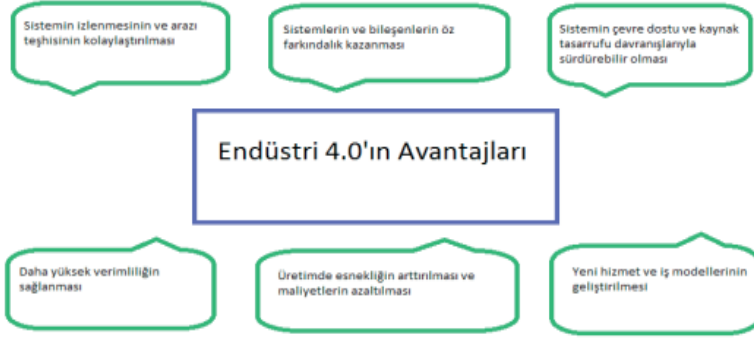 Sistemin izlenmesinin ve arazı
teşhisinin kolaylaştırılması
Sistemlerin ve bileşenlerin öz
farkındalık kazanması
Sistemin çevre dostu ve kaynak
tasarrufu davranışlarıyla
sürdürebilir olması
Endüstri 4.0'ın Avantajları
Daha yüksek verimliliğin
sağlanması
Üretimde esnekliğin arttırılması ve
maliyetlerin azaltılması
Yeni hizmet ve iş modellerinin
geliştirilmesi